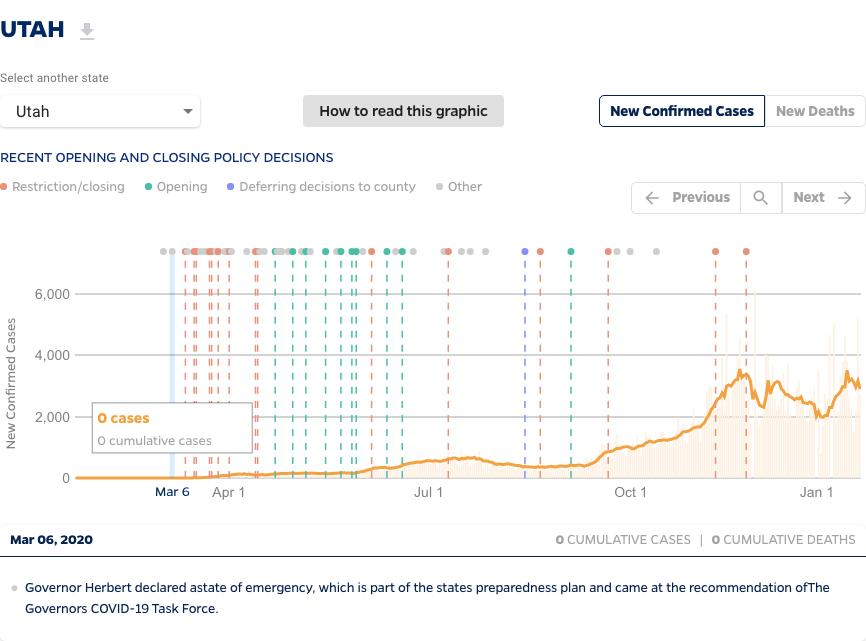 UTAH
Select another state
Utah
How to read this graphic
New Confirmed Cases
New Deaths
RECENT OPENING AND CLOSING POLICY DECISIONS
Restriction/closing
Opening
Deferring decisions to county
Other
Previous
Next
New Confirmed Cases
6,000
4,000
2,000
0
0 cases
0 cumulative cases
Mar 6
Apr 1
Jul 1
Oct 1
Jan 1
Mar 06, 2020
0 CUMULATIVE CASES | 0 CUMULATIVE DEATHS
Governor Herbert declared astate of emergency, which is part of the states preparedness plan and came at the recommendation ofThe
Governors COVID-19 Task Force.